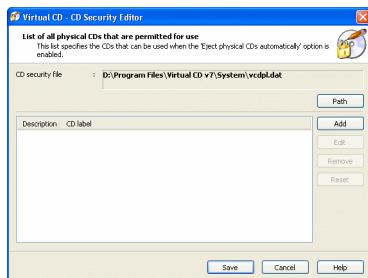 Virtual CD - CD Security Editor
List of all physical CDs that are permitted for use
This list specifies the CDs that can be used when the 'Eject physical CDs automatically' option is
enabled.
CD security file : D:\Program Files\Virtual CD v7\System\vcdpl.dat
Path
Description CD label
Add
Edit
Remove
Reset
Save Cancel Help